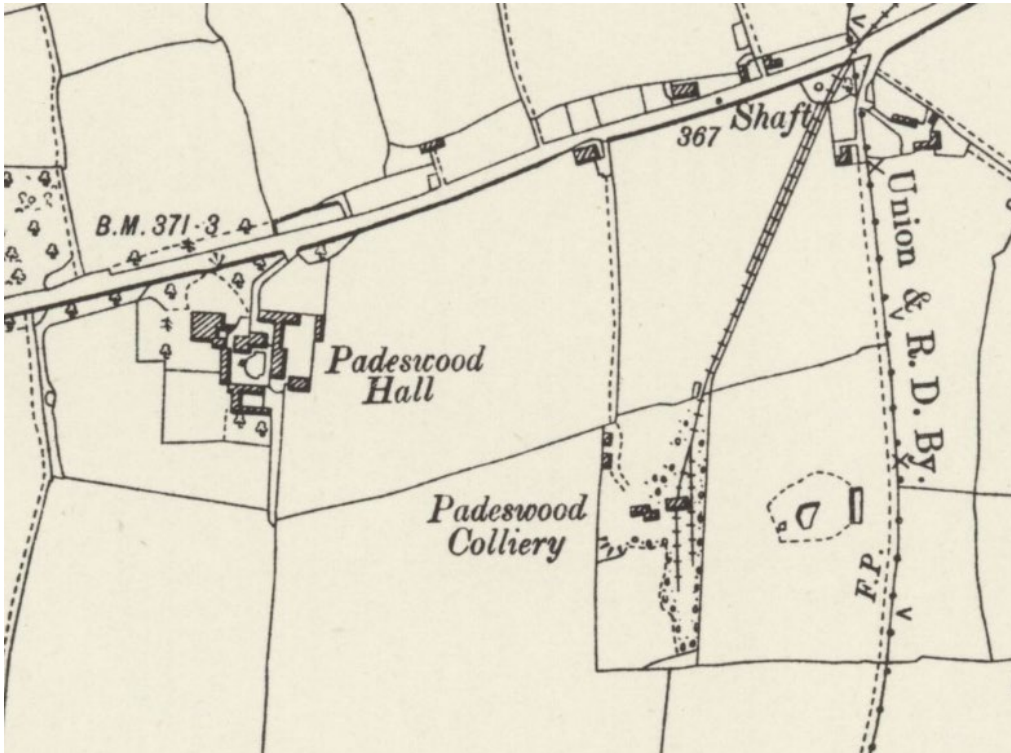 Shaft
367
B.M. 371·3
Union & R.D. By.
Padeswood
Hall
Padeswood
Colliery
F.P.